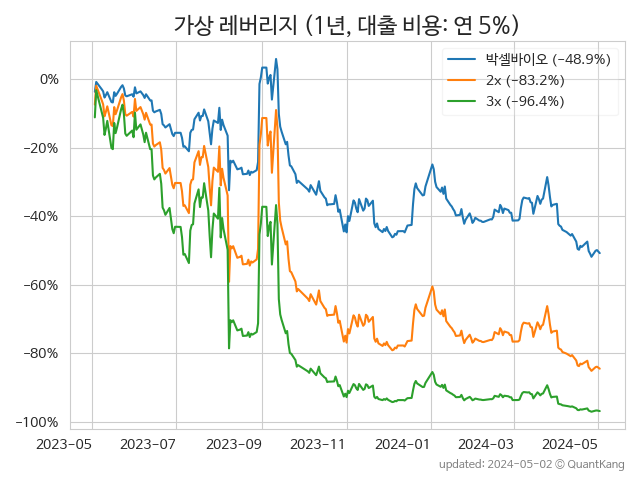 가상 레버리지 (1년, 대출 비용: 연 5%)
박셀바이오 (−48.9%)
2x (−83.2%)
3x (−96.4%)
0%
−20%
−40%
−60%
−80%
−100%
2023-05 2023-07 2023-09 2023-11 2024-01 2024-03 2024-05
updated: 2024-05-02 © QuantKang